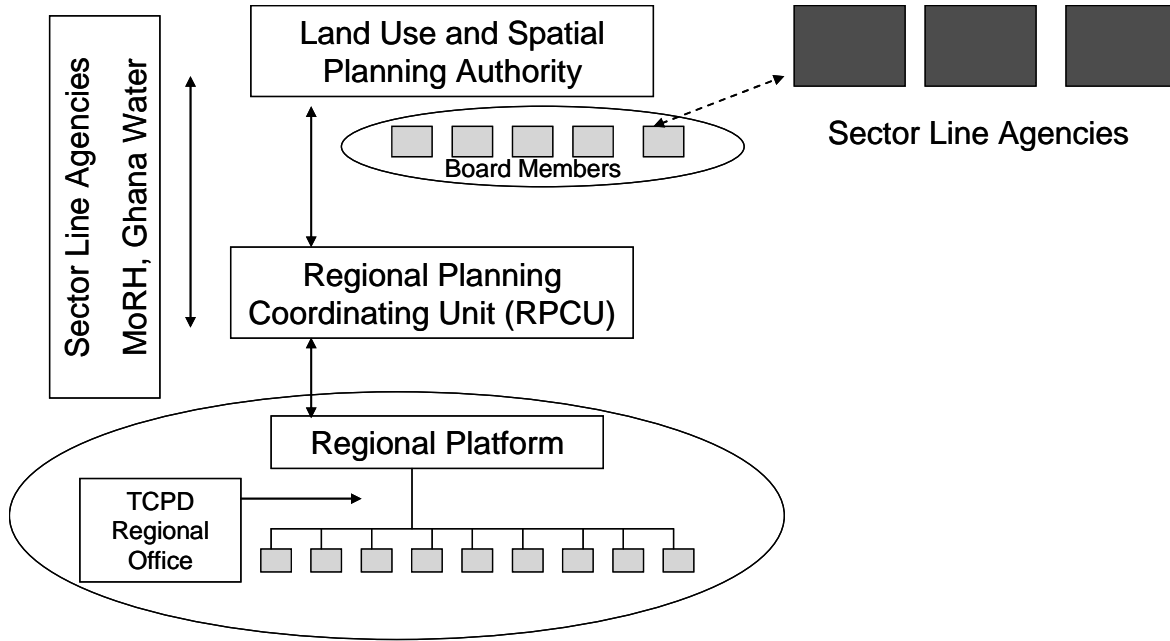 Land Use and Spatial
Planning Authority
Sector Line Agencies
MoRH, Ghana Water
Board Members
Sector Line Agencies
Regional Planning
Coordinating Unit (RPCU)
Regional Platform
TCPD
Regional
Office